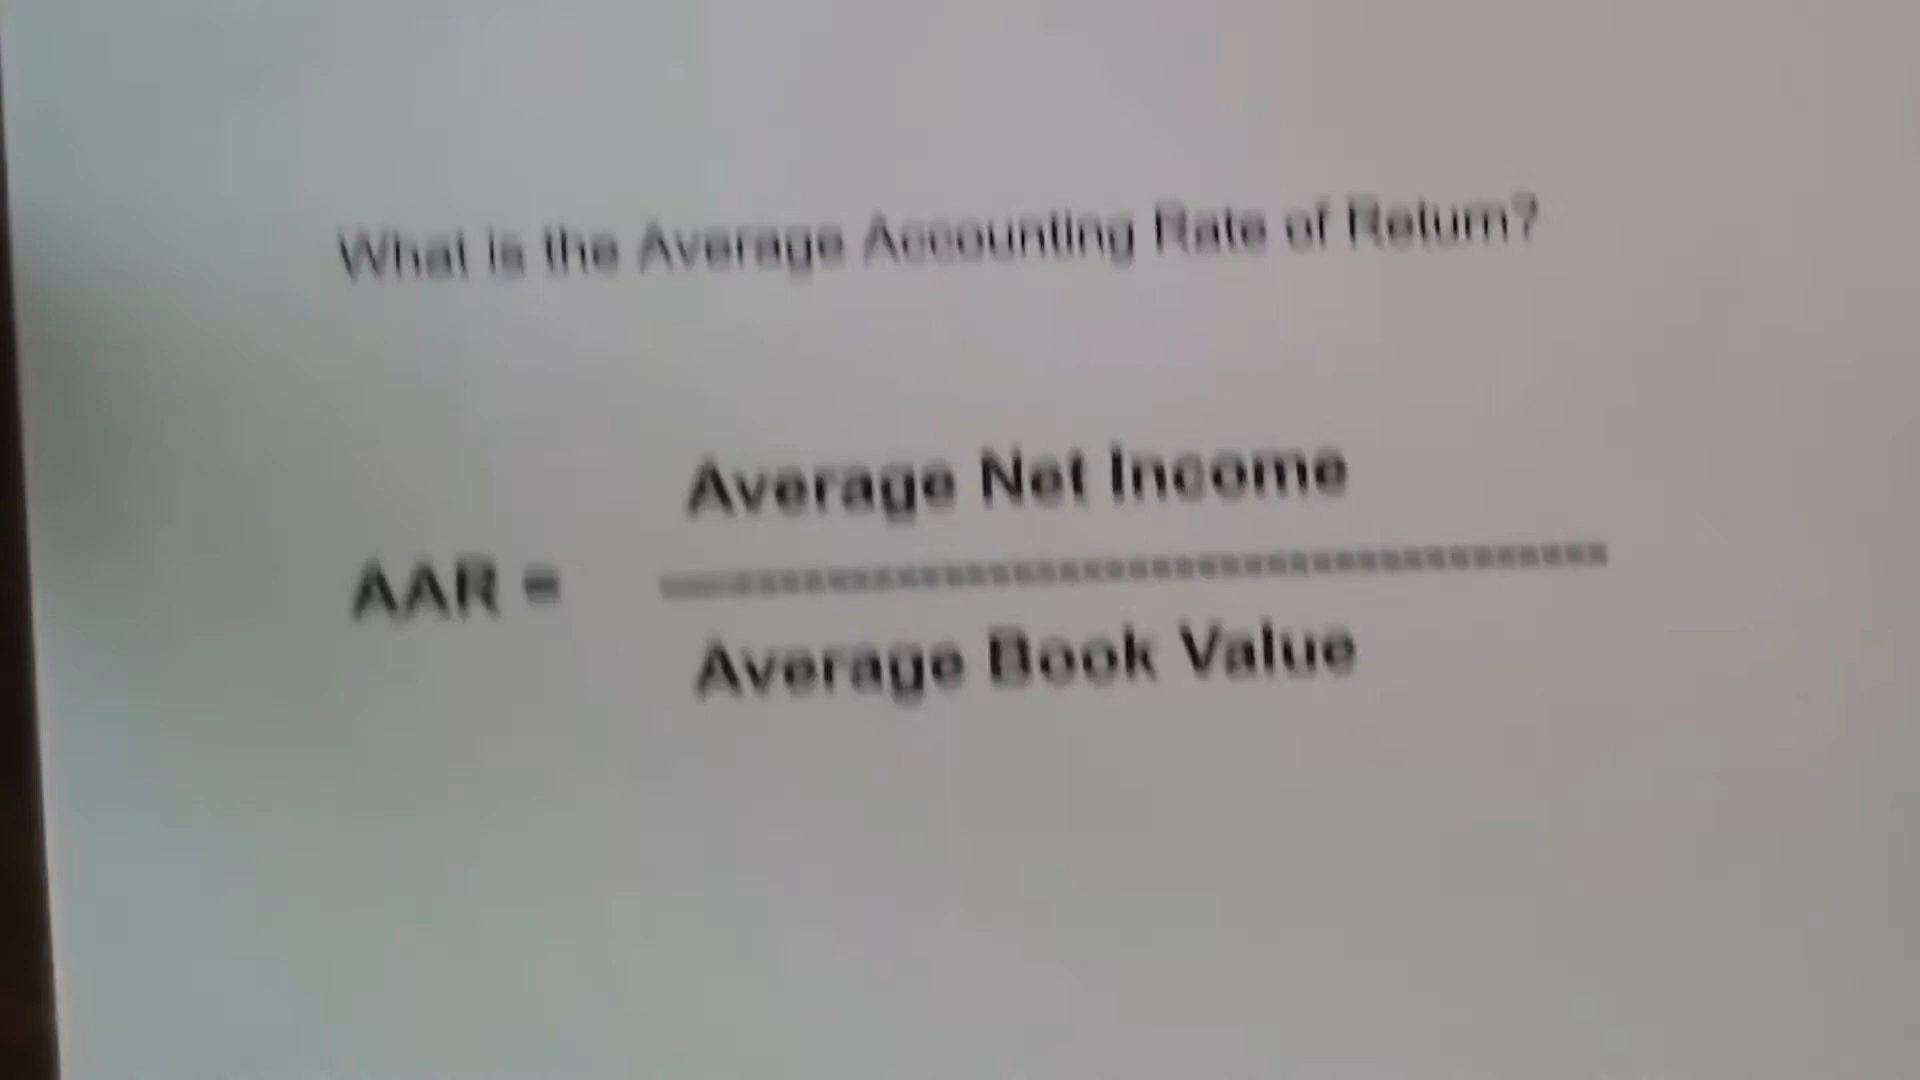 What is the Average Accounting Rate of Return?
Average Net Income
AAR =
Average Book Value